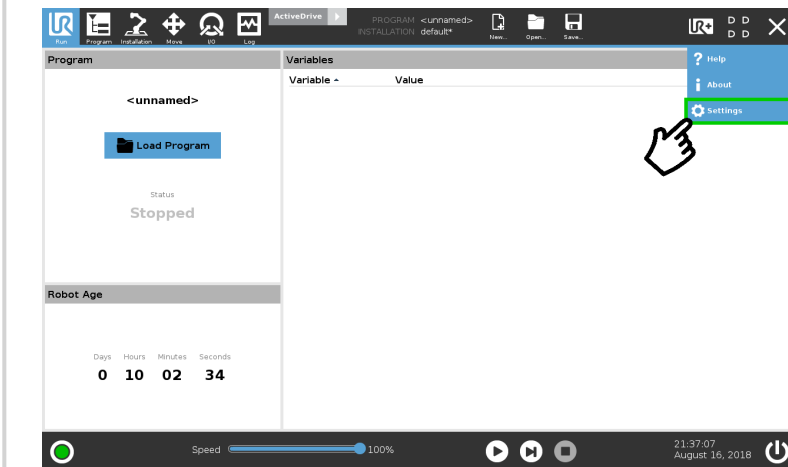 UR
Run
Program
Installation
Move
I/O
Log
ActiveDrive
PROGRAM <unnamed>
INSTALLATION default*
New...
Open...
Save...
UR+
D D
D D
? Help
i About
Settings
Program
<unnamed>
Load Program
Status
Stopped
Variables
Variable Value
Robot Age
Days Hours Minutes Seconds
0 10 02 34
Speed 100%
21:37:07
August 16, 2018